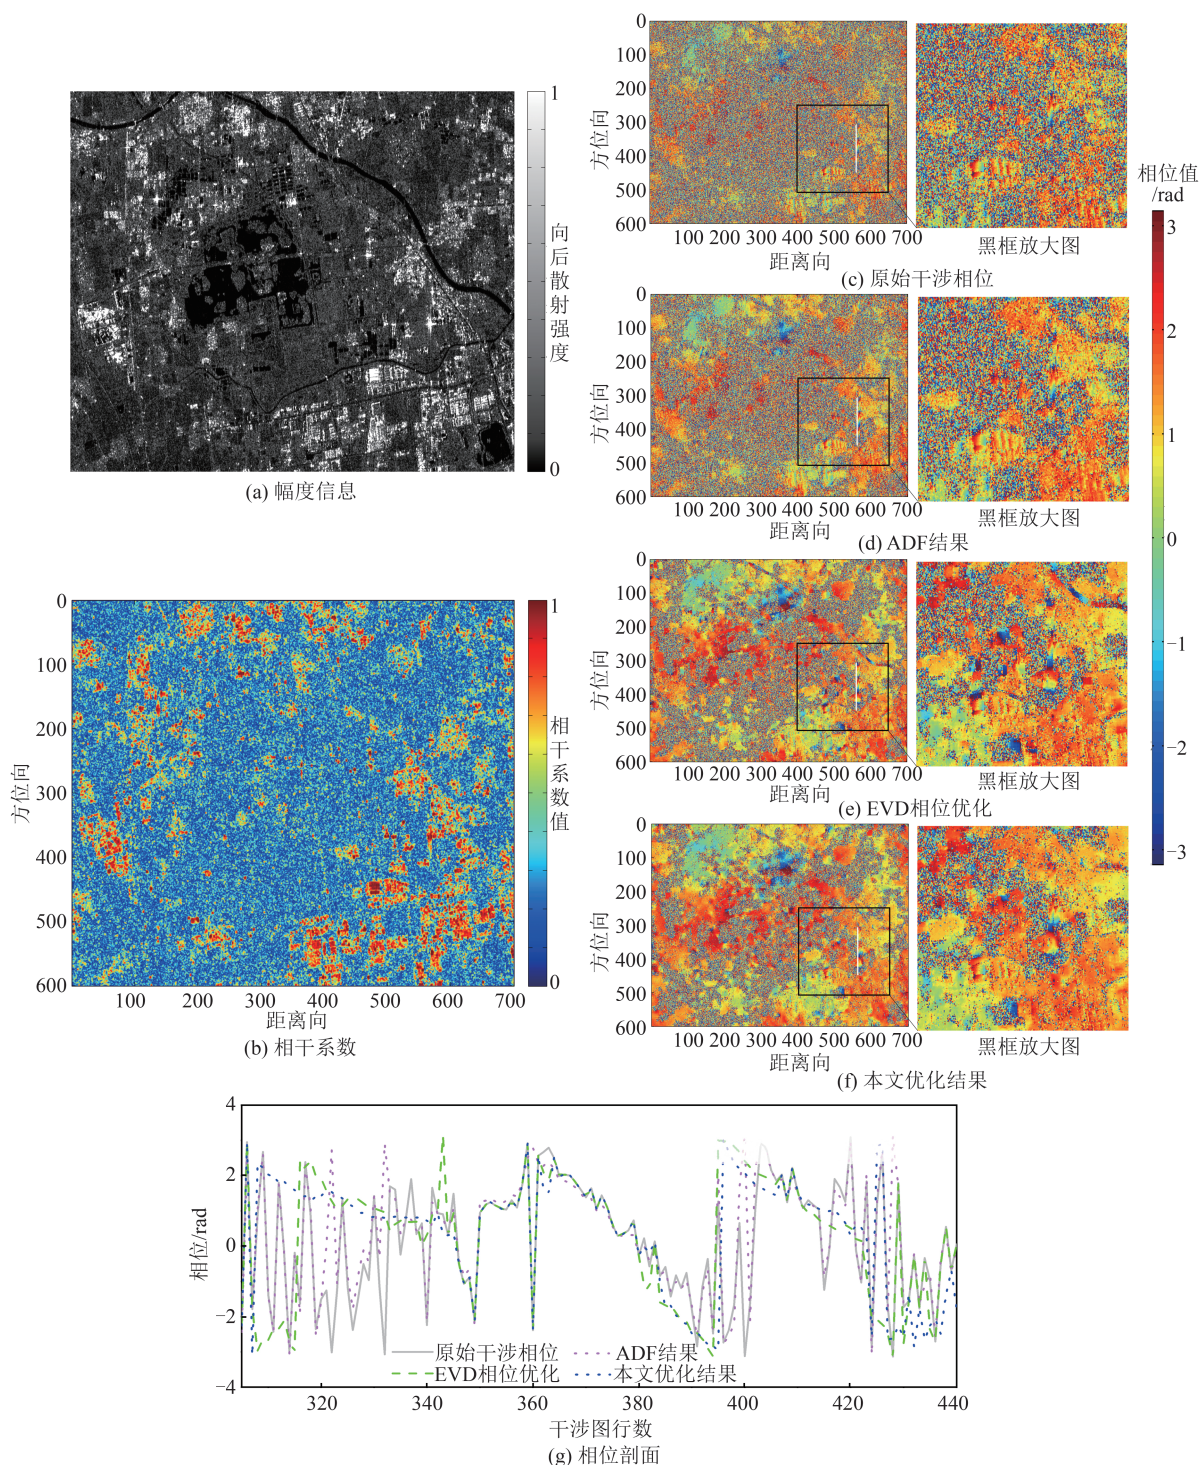 1
向后散射强度
0
(a) 幅度信息
0
100
200
300
400
500
600
方位向
100 200 300 400 500 600 700
距离向
1
相干系数值
0
(b) 相干系数
0
100
200
300
400
500
600
方位向
100 200 300 400 500 600 700
距离向
黑框放大图
(c) 原始干涉相位
0
100
200
300
400
500
600
方位向
100 200 300 400 500 600 700
距离向
黑框放大图
(d) ADF结果
0
100
200
300
400
500
600
方位向
100 200 300 400 500 600 700
距离向
黑框放大图
(e) EVD相位优化
0
100
200
300
400
500
600
方位向
100 200 300 400 500 600 700
距离向
黑框放大图
(f) 本文优化结果
相位值
/rad
3
2
1
0
−1
−2
−3
4
2
0
−2
−4
相位/rad
原始干涉相位
ADF结果
EVD相位优化
本文优化结果
320 340 360 380 400 420 440
干涉图行数
(g) 相位剖面